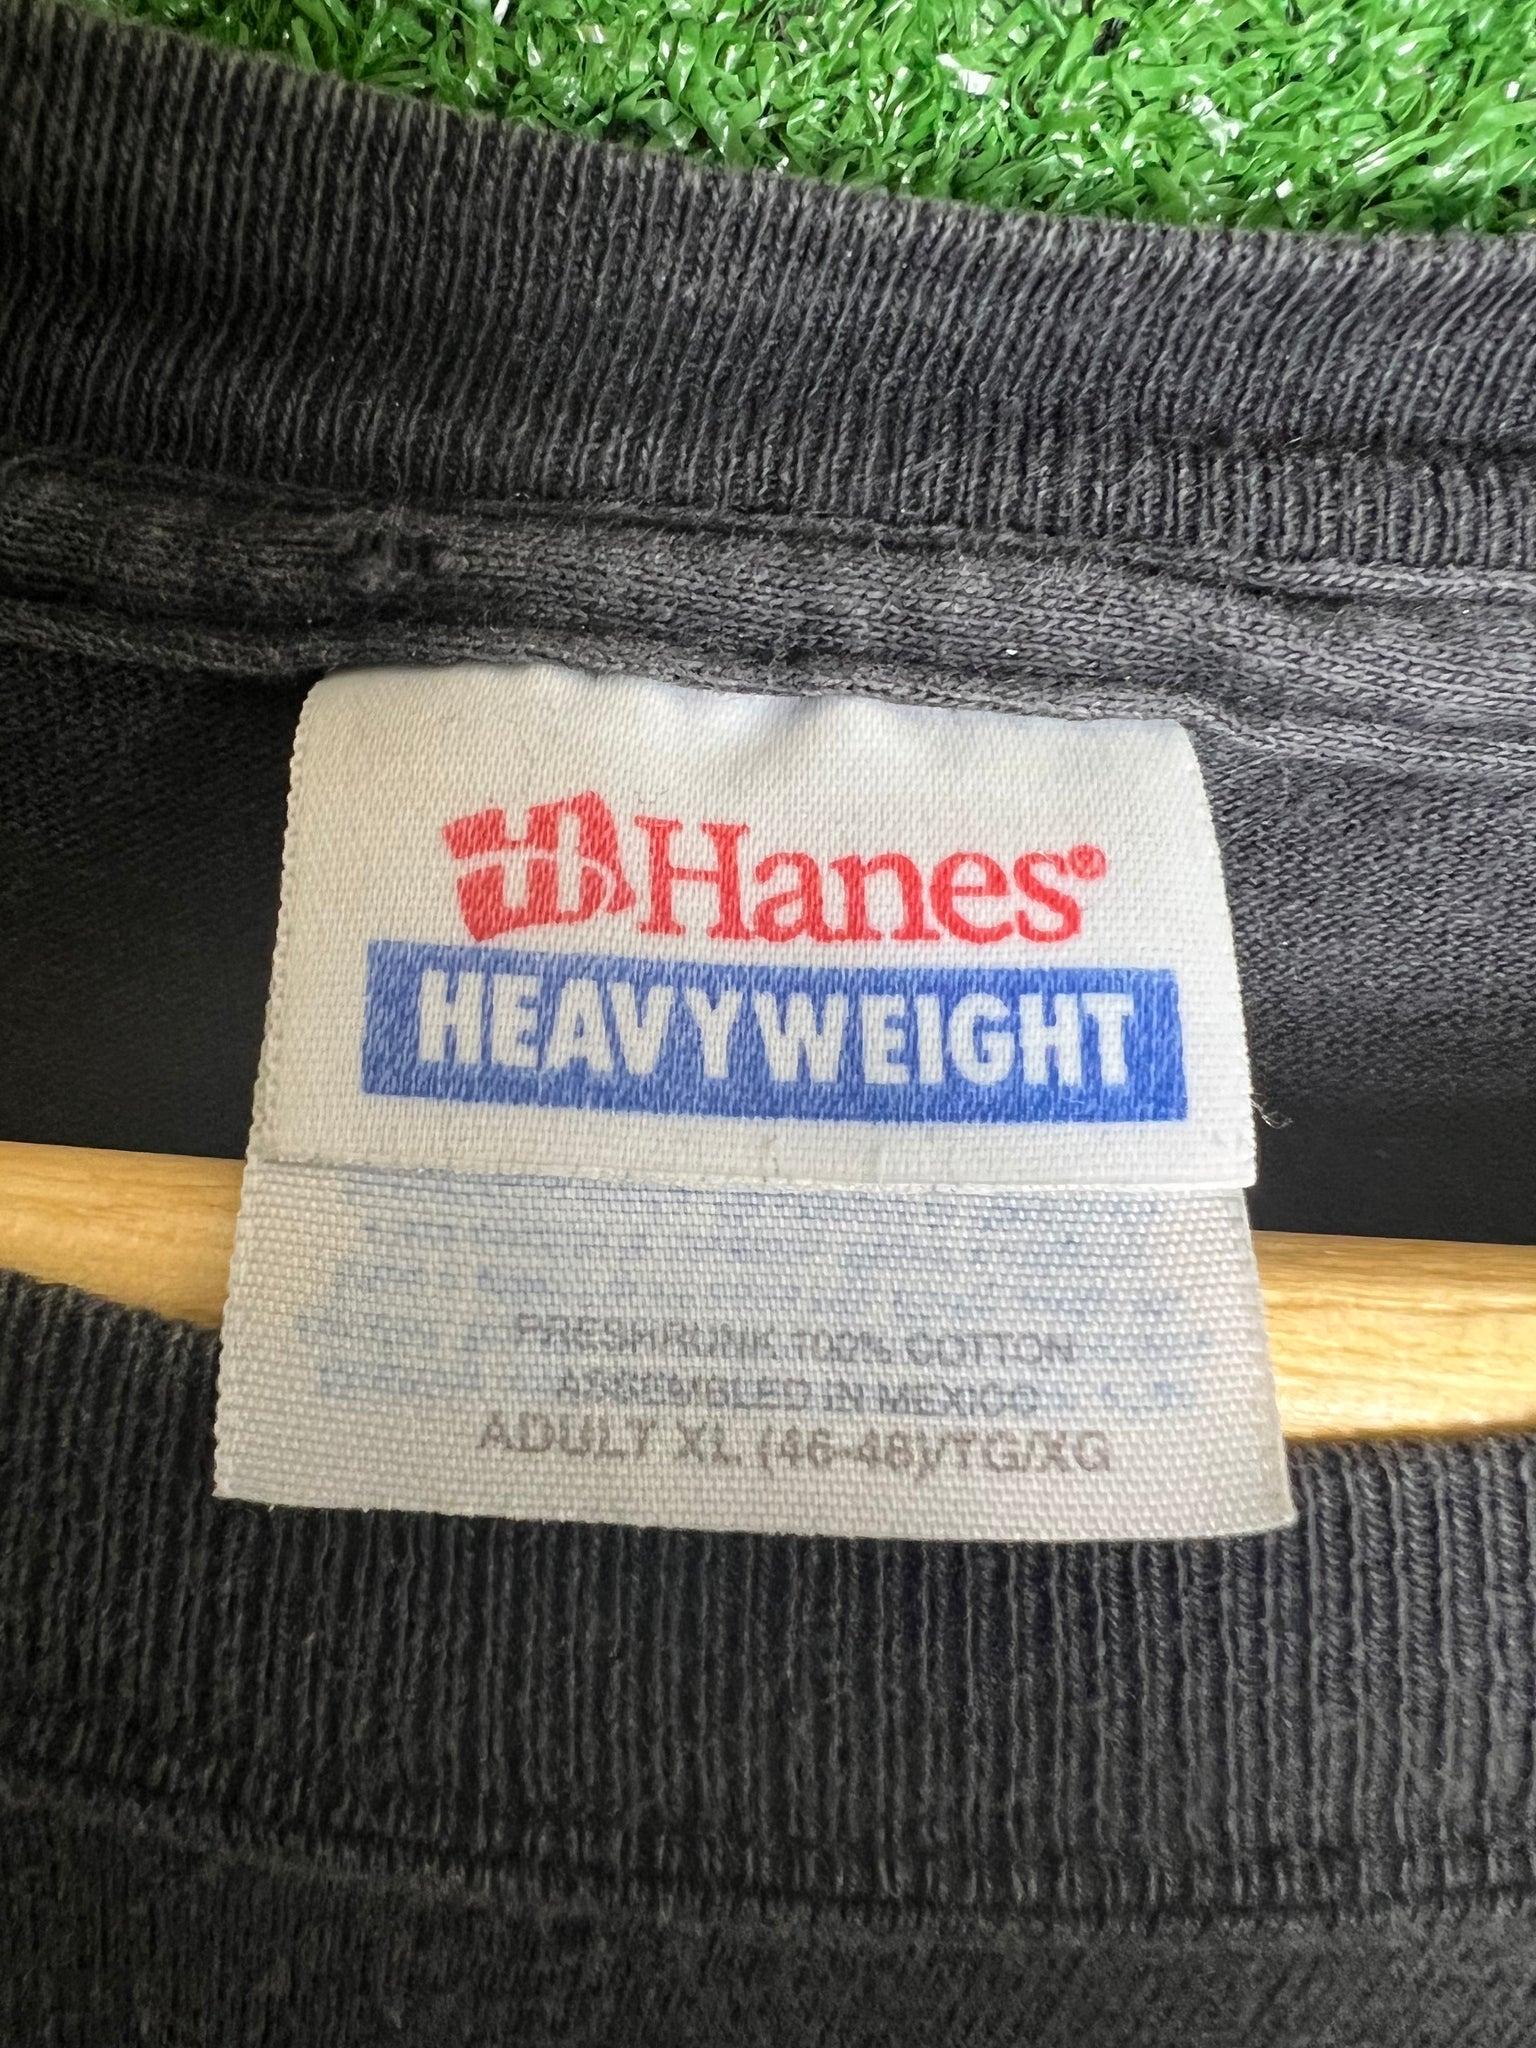 Hanes®
HEAVYWEIGHT
PRESHRUNK 100% COTTON
ASSEMBLED IN MEXICO
ADULT XL (46-48)/TG/XG